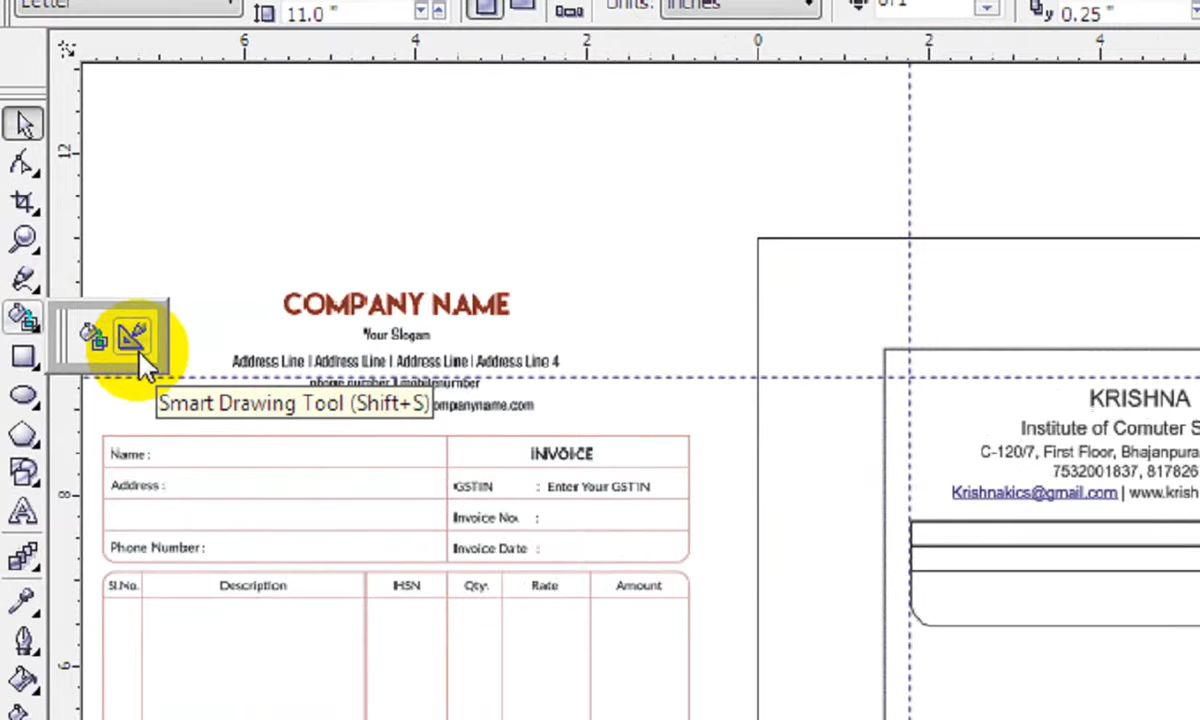 Letter
11.0 "
Units:
inches
0.25 "
6 4 2 0 2 4
12
8
6
COMPANY NAME
Your Slogan
Address Line | Address lLine | Address Line | Address Line 4
Smart Drawing Tool (Shift+S)
ompanyname.com
Name :
INVOICE
Address :
GSTIN : Enter Your GSTIN
Invoice No. :
Phone Number :
Invoice Date :
Sl.No. Description HSN Qty. Rate Amount
KRISHNA
Institute of Comuter S
C-120/7, First Floor, Bhajanpura
7532001837, 817826
Krishnakics@gmail.com | www.krish